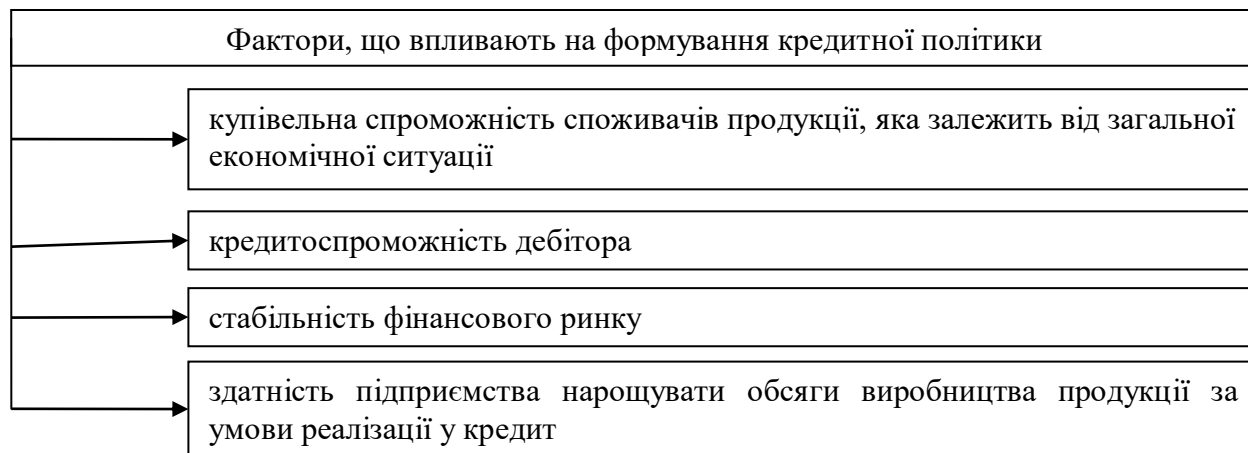 Фактори, що впливають на формування кредитної політики
купівельна спроможність споживачів продукції, яка залежить від загальної
економічної ситуації
кредитоспроможність дебітора
стабільність фінансового ринку
здатність підприємства нарощувати обсяги виробництва продукції за
умови реалізації у кредит